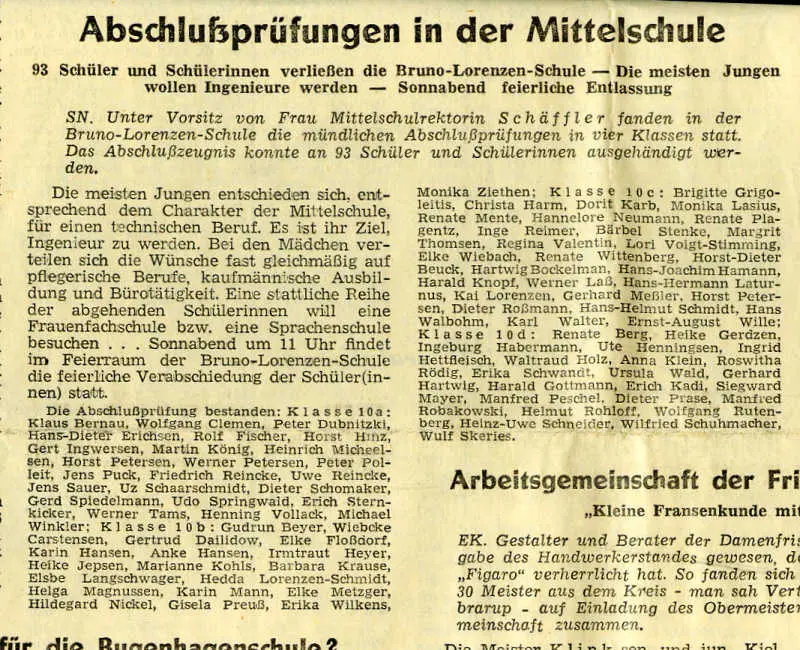 Abschlußprüfungen in der Mittelschule
93 Schüler und Schülerinnen verließen die Bruno-Lorenzen-Schule — Die meisten Jungen
wollen Ingenieure werden — Sonnabend feierliche Entlassung
SN. Unter Vorsitz von Frau Mittelschulrektorin Schäffler fanden in der
Bruno-Lorenzen-Schule die mündlichen Abschlußprüfungen in vier Klassen statt.
Das Abschlußzeugnis konnte an 93 Schüler und Schülerinnen ausgehändigt wer-
den.
Die meisten Jungen entschieden sich, ent-
sprechend dem Charakter der Mittelschule,
für einen technischen Beruf. Es ist ihr Ziel,
Ingenieur zu werden. Bei den Mädchen ver-
teilen sich die Wünsche fast gleichmäßig auf
pflegerische Berufe, kaufmännische Ausbil-
dung und Bürotätigkeit. Eine stattliche Reihe
der abgehenden Schülerinnen will eine
Frauenfachschule bzw. eine Sprachenschule
besuchen . . . Sonnabend um 11 Uhr findet
im Feierraum der Bruno-Lorenzen-Schule
die feierliche Verabschiedung der Schüler(in-
nen) statt.
Die Abschlußprüfung bestanden: Klasse 10a:
Klaus Bernau, Wolfgang Clemen, Peter Dubnitzki,
Hans-Dieter Erichsen, Rolf Fischer, Horst Hinz,
Gert Ingwersen, Martin König, Heinrich Micheel-
sen, Horst Petersen, Werner Petersen, Peter Pol-
leit, Jens Puck, Friedrich Reincke, Uwe Reincke,
Jens Sauer, Uz Schaarschmidt, Dieter Schomaker,
Gerd Spiedelmann, Udo Springwald, Erich Stern-
kicker, Werner Tams, Henning Vollack, Michael
Winkler; Klasse 10b: Gudrun Beyer, Wiebcke
Carstensen, Gertrud Dailidow, Elke Floßdorf,
Karin Hansen, Anke Hansen, Irmtraut Heyer,
Heike Jepsen, Marianne Kohls, Barbara Krause,
Elsbe Langschwager, Hedda Lorenzen-Schmidt,
Helga Magnussen, Karin Mann, Elke Metzger,
Hildegard Nickel, Gisela Preuß, Erika Wilkens,
Monika Ziethen; Klasse 10c: Brigitte Grigo-
leitis, Christa Harm, Dorit Karb, Monika Lasius,
Renate Mente, Hannelore Neumann, Renate Pla-
gentz, Inge Reimer, Bärbel Stenke, Margrit
Thomsen, Regina Valentin, Lori Voigt-Stimming,
Elke Wiebach, Renate Wittenberg, Horst-Dieter
Beuck, Hartwig Bockelman, Hans-Joachim Hamann,
Harald Knopf, Werner Laß, Hans-Hermann Latur-
nus, Kai Lorenzen, Gerhard Meßler, Horst Peter-
sen, Dieter Roßmann, Hans-Helmut Schmidt, Hans
Walbohm, Karl Walter, Ernst-August Wille;
Klasse 10d: Renate Berg, Heike Gerdzen,
Ingeburg Habermann, Ute Henningsen, Ingrid
Hettfleisch, Waltraud Holz, Anna Klein, Roswitha
Rödig, Erika Schwandt, Ursula Wald, Gerhard
Hartwig, Harald Gottmann, Erich Kadi, Siegward
Mayer, Manfred Peschel, Dieter Prase, Manfred
Robakowski, Helmut Rohloff, Wolfgang Ruten-
berg, Heinz-Uwe Schneider, Wilfried Schuhmacher,
Wulf Skeries.
Arbeitsgemeinschaft der Fri
„Kleine Fransenkunde mit
EK. Gestalter und Berater der Damenfris
gabe des Handwerkerstandes gewesen, de
„Figaro“ verherrlicht hat. So fanden sich
30 Meister aus dem Kreis - man sah Vert
brarup - auf Einladung des Obermeister
meinschaft zusammen.
für die Bugenhagenschule?